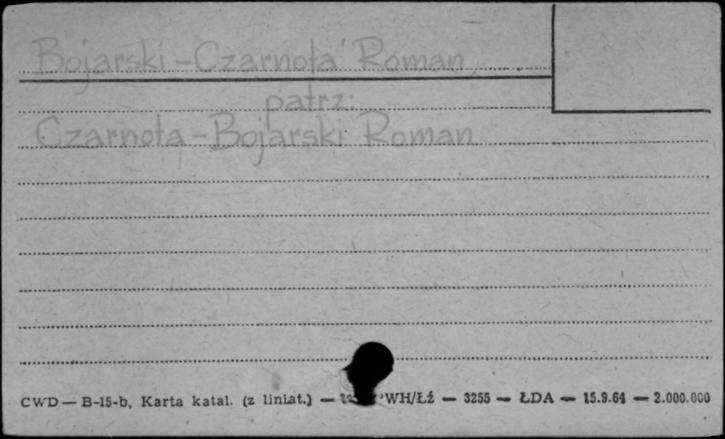 Bojarski-Czarnota Roman
patrz:
Czarnota-Bojarski Roman
CWD — B-15-b, Karta katal. (z liniat.) — WH/Łź — 3255 — ŁDA — 15.9.64 — 2.000.000